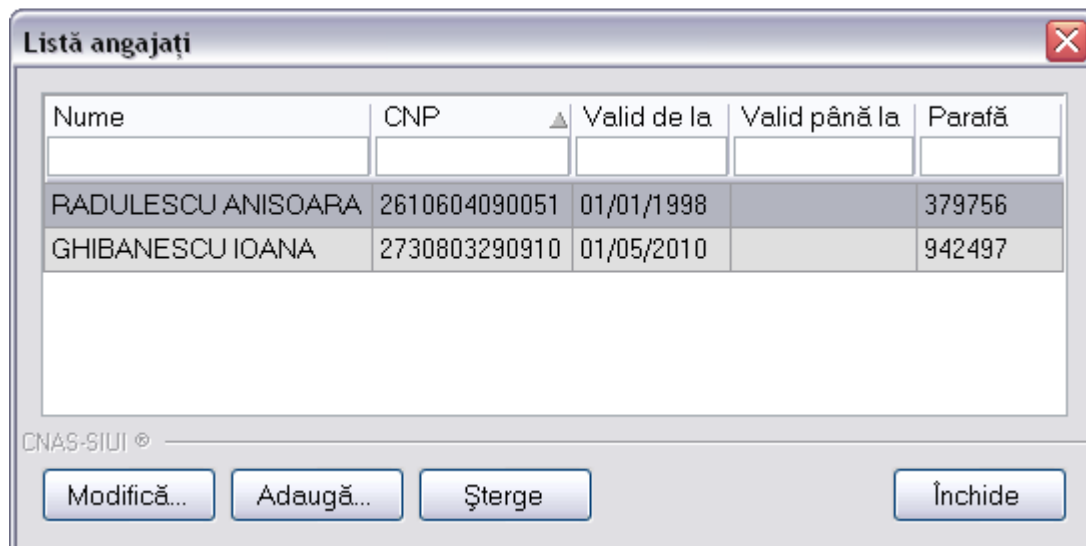 Listă angajați
Nume CNP Valid de la Valid până la Parafă
RADULESCU ANISOARA 2610604090051 01/01/1998 379756
GHIBANESCU IOANA 2730803290910 01/05/2010 942497
CNAS-SIUI ®
Modifică... Adaugă... Șterge Închide